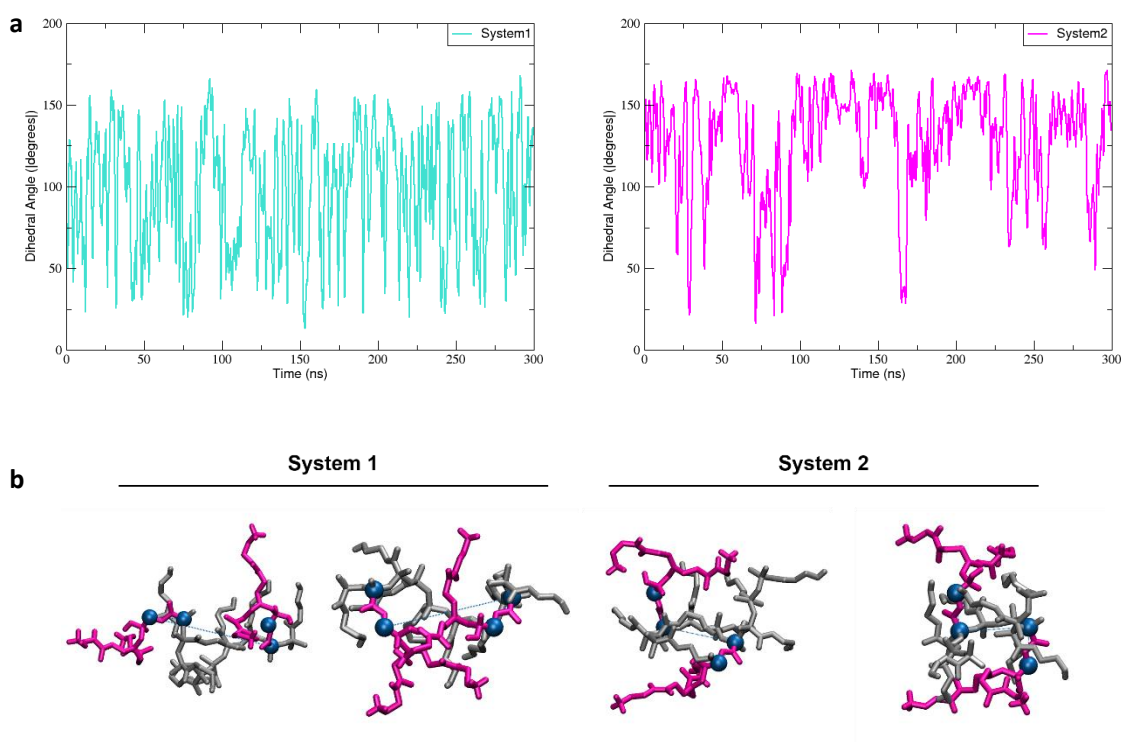 a
System1
200
150
100
50
0
Dihedral Angle (|degrees|)
0 50 100 150 200 250 300
Time (ns)
System2
200
150
100
50
0
Dihedral Angle (|degrees|)
0 50 100 150 200 250 300
Time (ns)
b
System 1
System 2